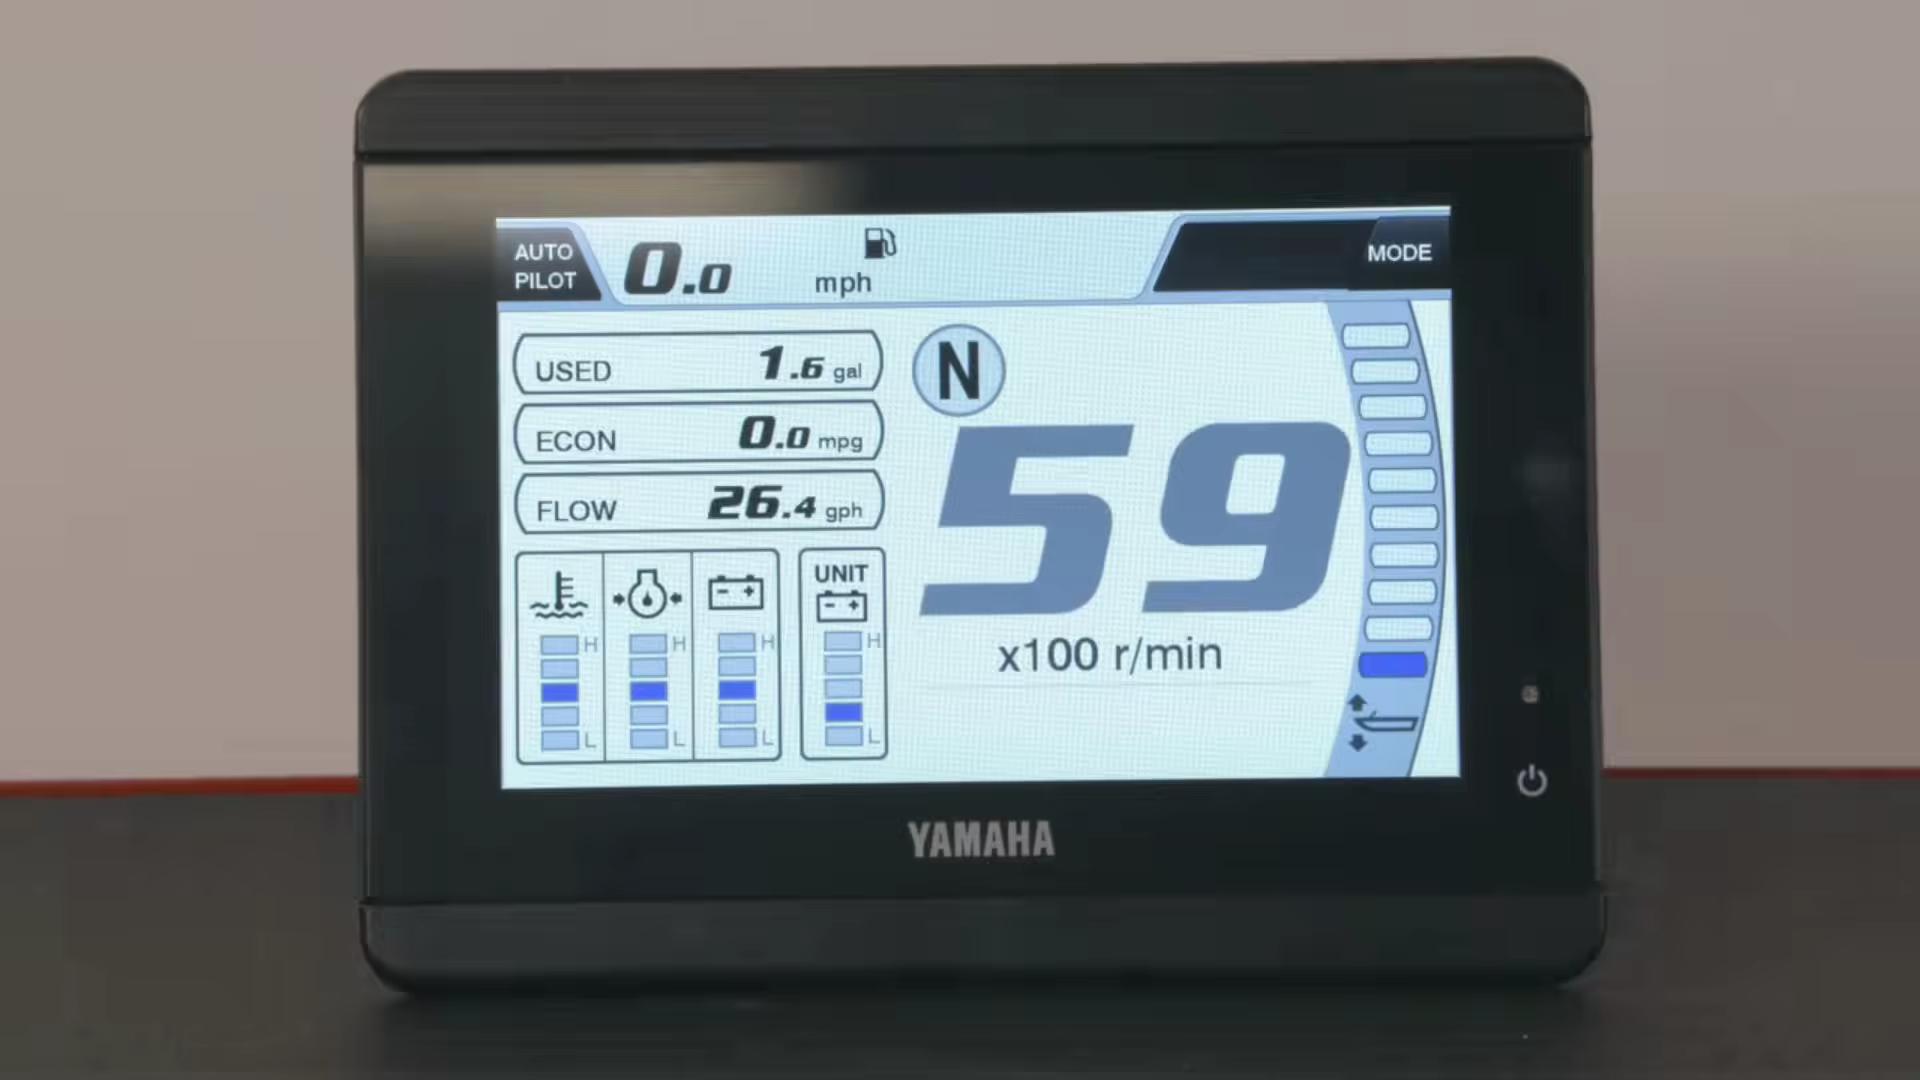 AUTO
PILOT
0.0
mph
MODE
USED 1.6 gal
N
ECON 0.0 mpg
FLOW 26.4 gph
59
x100 r/min
UNIT
- +
- +
H H H H
L L L L
YAMAHA